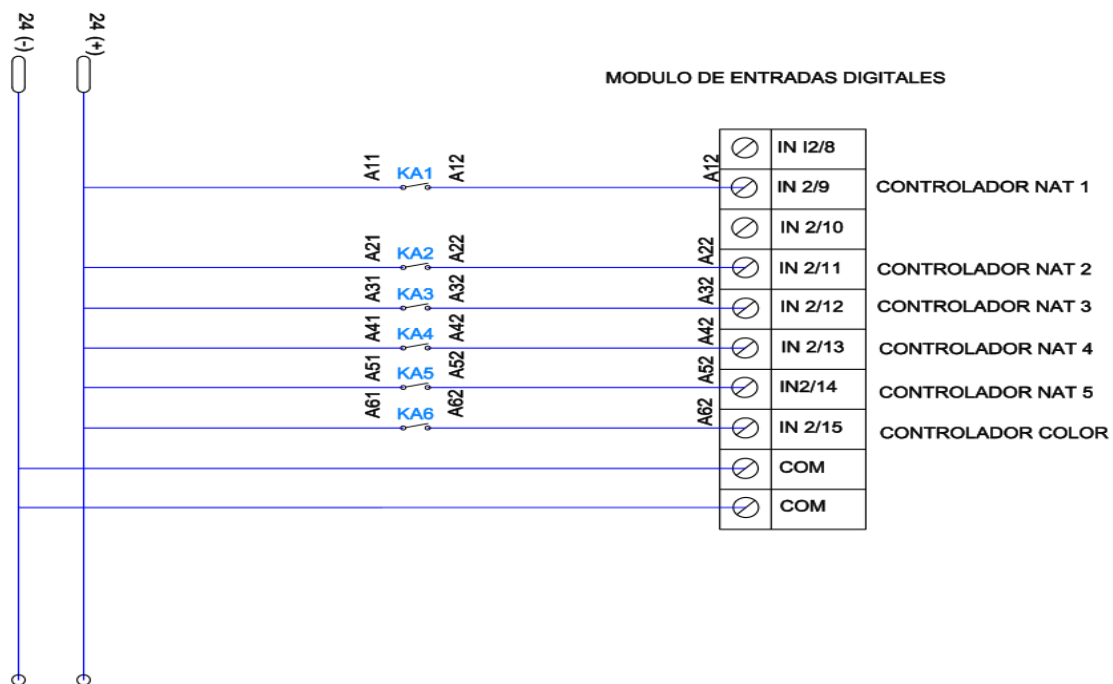 24 (-)
24 (+)
MODULO DE ENTRADAS DIGITALES
IN I2/8
A11
KA1
A12
A12
IN 2/9
CONTROLADOR NAT 1
IN 2/10
A21
KA2
A22
A22
IN 2/11
CONTROLADOR NAT 2
A31
KA3
A32
A32
IN 2/12
CONTROLADOR NAT 3
A41
KA4
A42
A42
IN 2/13
CONTROLADOR NAT 4
A51
KA5
A52
A52
IN2/14
CONTROLADOR NAT 5
A61
KA6
A62
A62
IN 2/15
CONTROLADOR COLOR
COM
COM